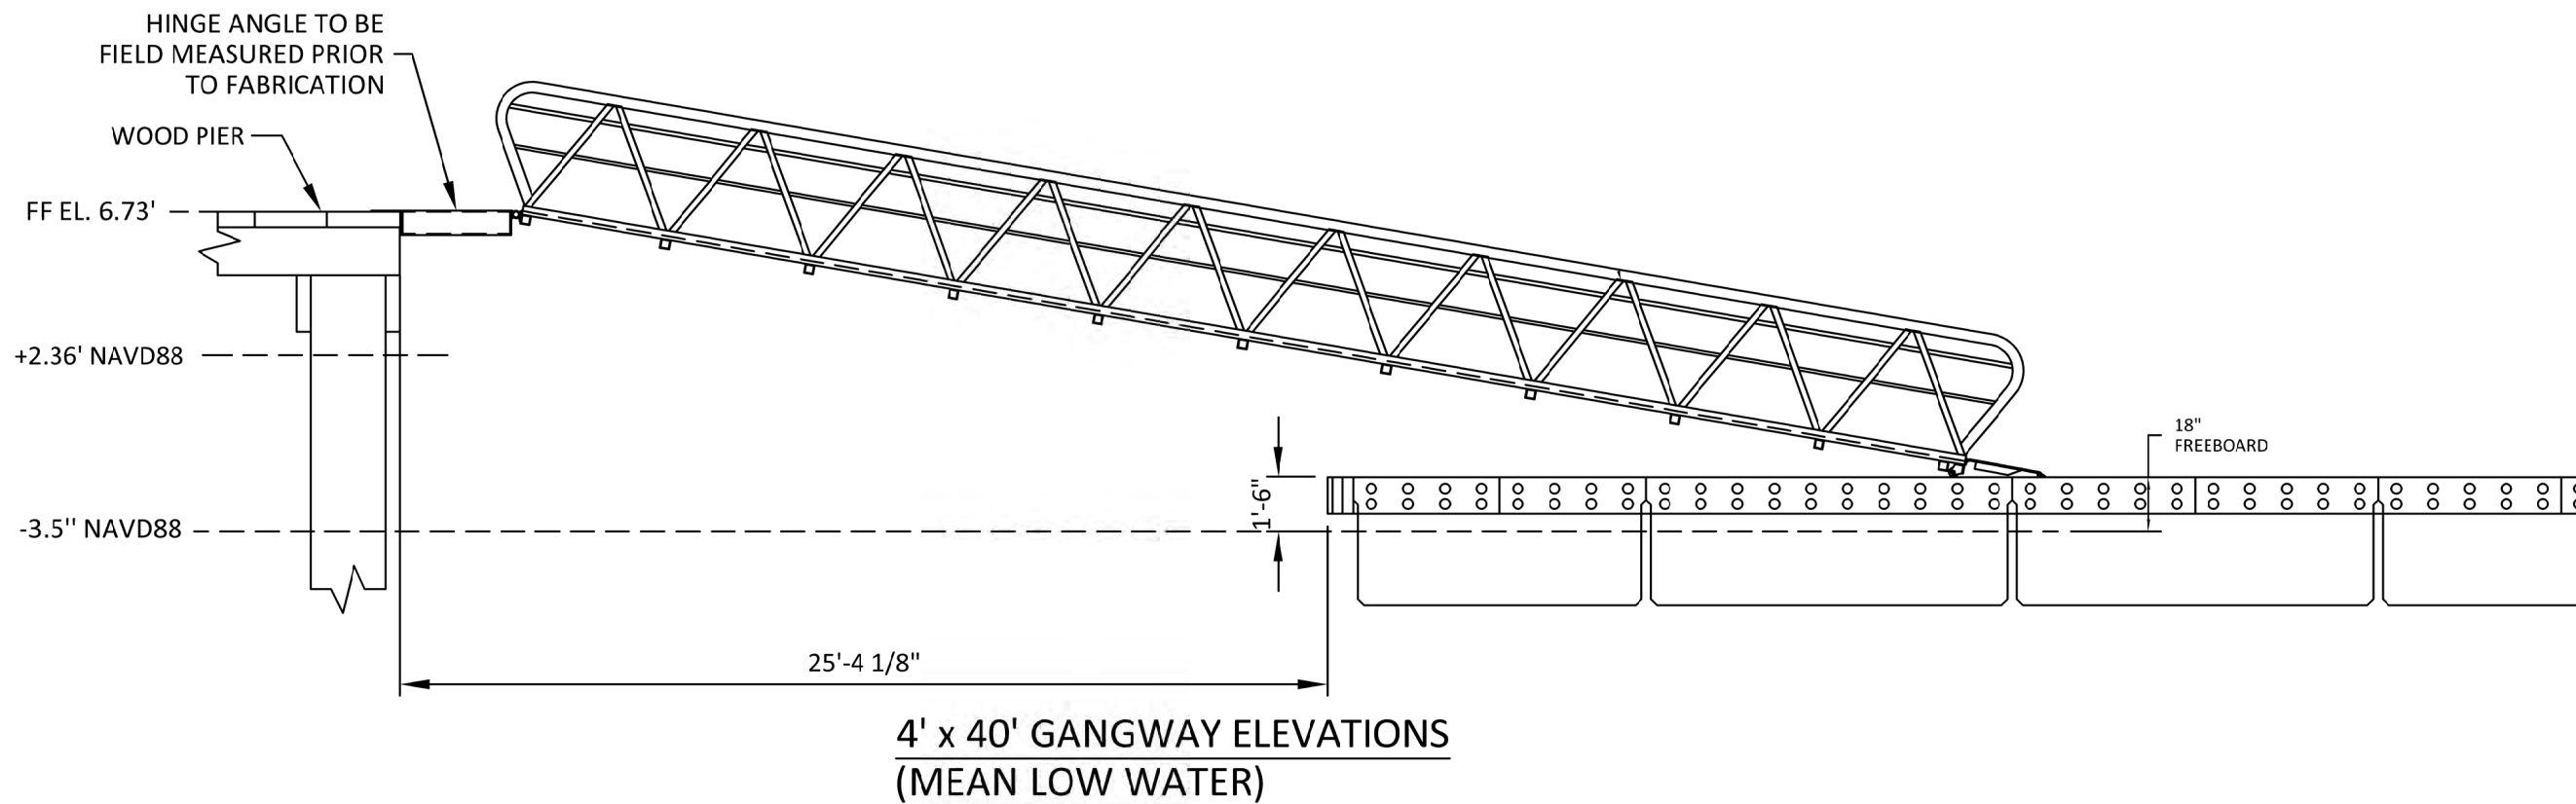 HINGE ANGLE TO BE
FIELD MEASURED PRIOR
TO FABRICATION
WOOD PIER
FF EL. 6.73'
+2.36' NAVD88
-3.5'' NAVD88
1'-6"
18"
FREEBOARD
25'-4 1/8"
4' x 40' GANGWAY ELEVATIONS
(MEAN LOW WATER)